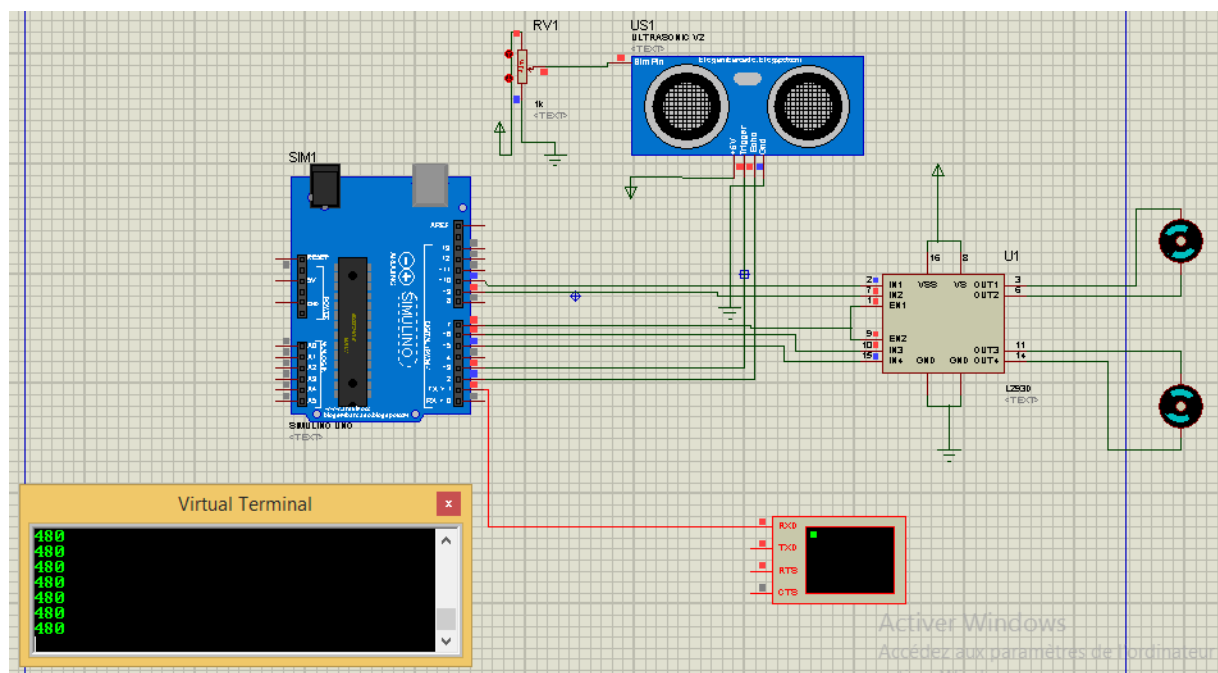 RV1
1k
<TEXT>
US1
ULTRASONIC V2
<TEXT>
Sim Pin
+5V
Trigger
Echo
Gnd
SIM1
AREF
RESET
5V
GND
POWER
13
12
~11
~10
~9
8
7
~6
~5
4
~3
2
TX 1
RX 0
A0
A1
A2
A3
A4
A5
ARDUINO
SIMULINO
SIMULINO UNO
<TEXT>
U1
16
8
2
7
1
9
10
15
3
6
11
14
IN1
IN2
EN1
EN2
IN3
IN4
VSS
VS
OUT1
OUT2
OUT3
OUT4
GND
GND
L293D
<TEXT>
RXD
TXD
RTS
CTS
Virtual Terminal
x
480
480
480
480
480
480
480
Activer Windows
Accédez aux paramètres de l'ordinateur